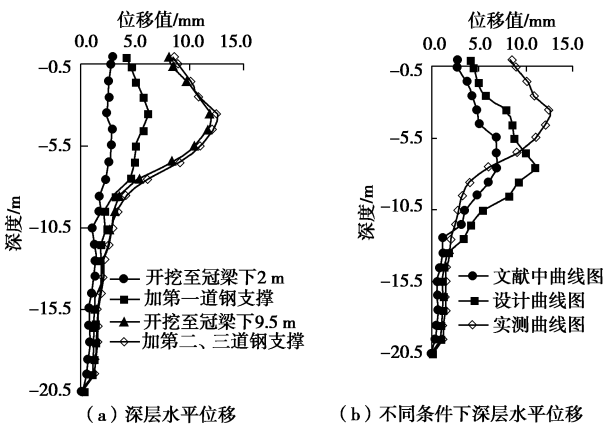 位移值/mm
0.0 5.0 10.0 15.0
-0.5
-5.5
-10.5
-15.5
-20.5
深度/m
开挖至冠梁下2 m
加第一道钢支撑
开挖至冠梁下9.5 m
加第二、三道钢支撑
(a) 深层水平位移
位移值/mm
0.0 5.0 10.0 15.0
-0.5
-5.5
-10.5
-15.5
-20.5
深度/m
文献中曲线图
设计曲线图
实测曲线图
(b) 不同条件下深层水平位移